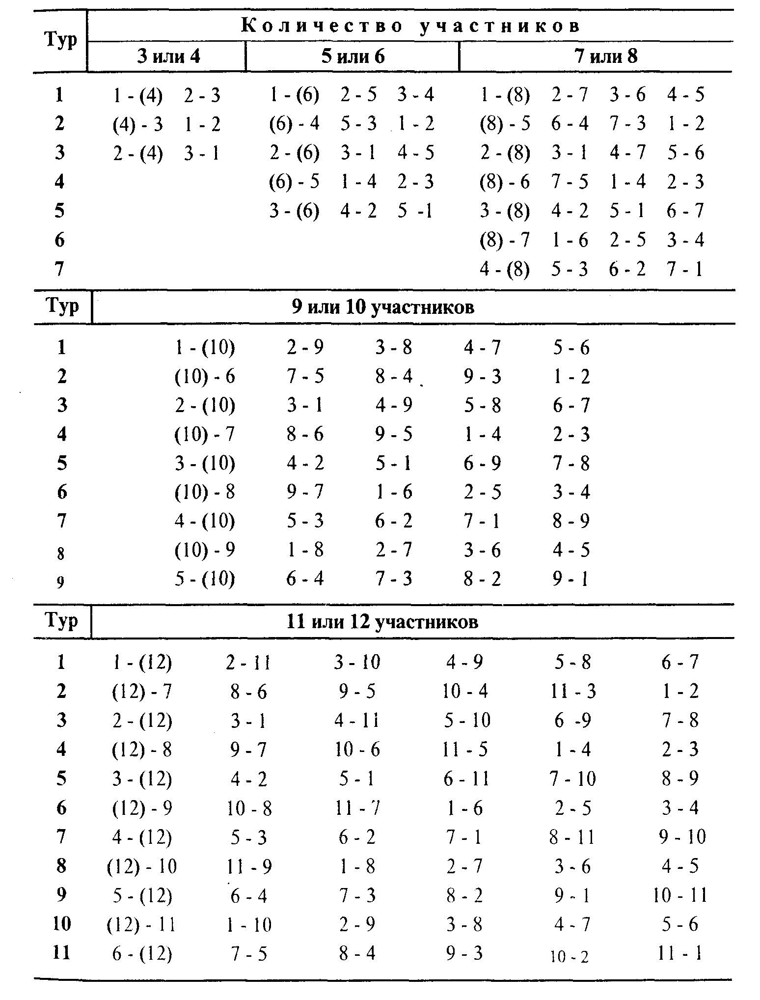 Тур Количество участников
3 или 4 5 или 6 7 или 8
1 1 - (4) 2 - 3 1 - (6) 2 - 5 3 - 4 1 - (8) 2 - 7 3 - 6 4 - 5
2 (4) - 3 1 - 2 (6) - 4 5 - 3 1 - 2 (8) - 5 6 - 4 7 - 3 1 - 2
3 2 - (4) 3 - 1 2 - (6) 3 - 1 4 - 5 2 - (8) 3 - 1 4 - 7 5 - 6
4 (6) - 5 1 - 4 2 - 3 (8) - 6 7 - 5 1 - 4 2 - 3
5 3 - (6) 4 - 2 5 -1 3 - (8) 4 - 2 5 - 1 6 - 7
6 (8) - 7 1 - 6 2 - 5 3 - 4
7 4 - (8) 5 - 3 6 - 2 7 - 1
Тур 9 или 10 участников
1 1 - (10) 2 - 9 3 - 8 4 - 7 5 - 6
2 (10) - 6 7 - 5 8 - 4 9 - 3 1 - 2
3 2 - (10) 3 - 1 4 - 9 5 - 8 6 - 7
4 (10) - 7 8 - 6 9 - 5 1 - 4 2 - 3
5 3 - (10) 4 - 2 5 - 1 6 - 9 7 - 8
6 (10) - 8 9 - 7 1 - 6 2 - 5 3 - 4
7 4 - (10) 5 - 3 6 - 2 7 - 1 8 - 9
8 (10) - 9 1 - 8 2 - 7 3 - 6 4 - 5
9 5 - (10) 6 - 4 7 - 3 8 - 2 9 - 1
Тур 11 или 12 участников
1 1 - (12) 2 - 11 3 - 10 4 - 9 5 - 8 6 - 7
2 (12) - 7 8 - 6 9 - 5 10 - 4 11 - 3 1 - 2
3 2 - (12) 3 - 1 4 - 11 5 - 10 6 -9 7 - 8
4 (12) - 8 9 - 7 10 - 6 11 - 5 1 - 4 2 - 3
5 3 - (12) 4 - 2 5 - 1 6 - 11 7 - 10 8 - 9
6 (12) - 9 10 - 8 11 - 7 1 - 6 2 - 5 3 - 4
7 4 - (12) 5 - 3 6 - 2 7 - 1 8 - 11 9 - 10
8 (12) - 10 11 - 9 1 - 8 2 - 7 3 - 6 4 - 5
9 5 - (12) 6 - 4 7 - 3 8 - 2 9 - 1 10 - 11
10 (12) - 11 1 - 10 2 - 9 3 - 8 4 - 7 5 - 6
11 6 - (12) 7 - 5 8 - 4 9 - 3 10 - 2 11 - 1